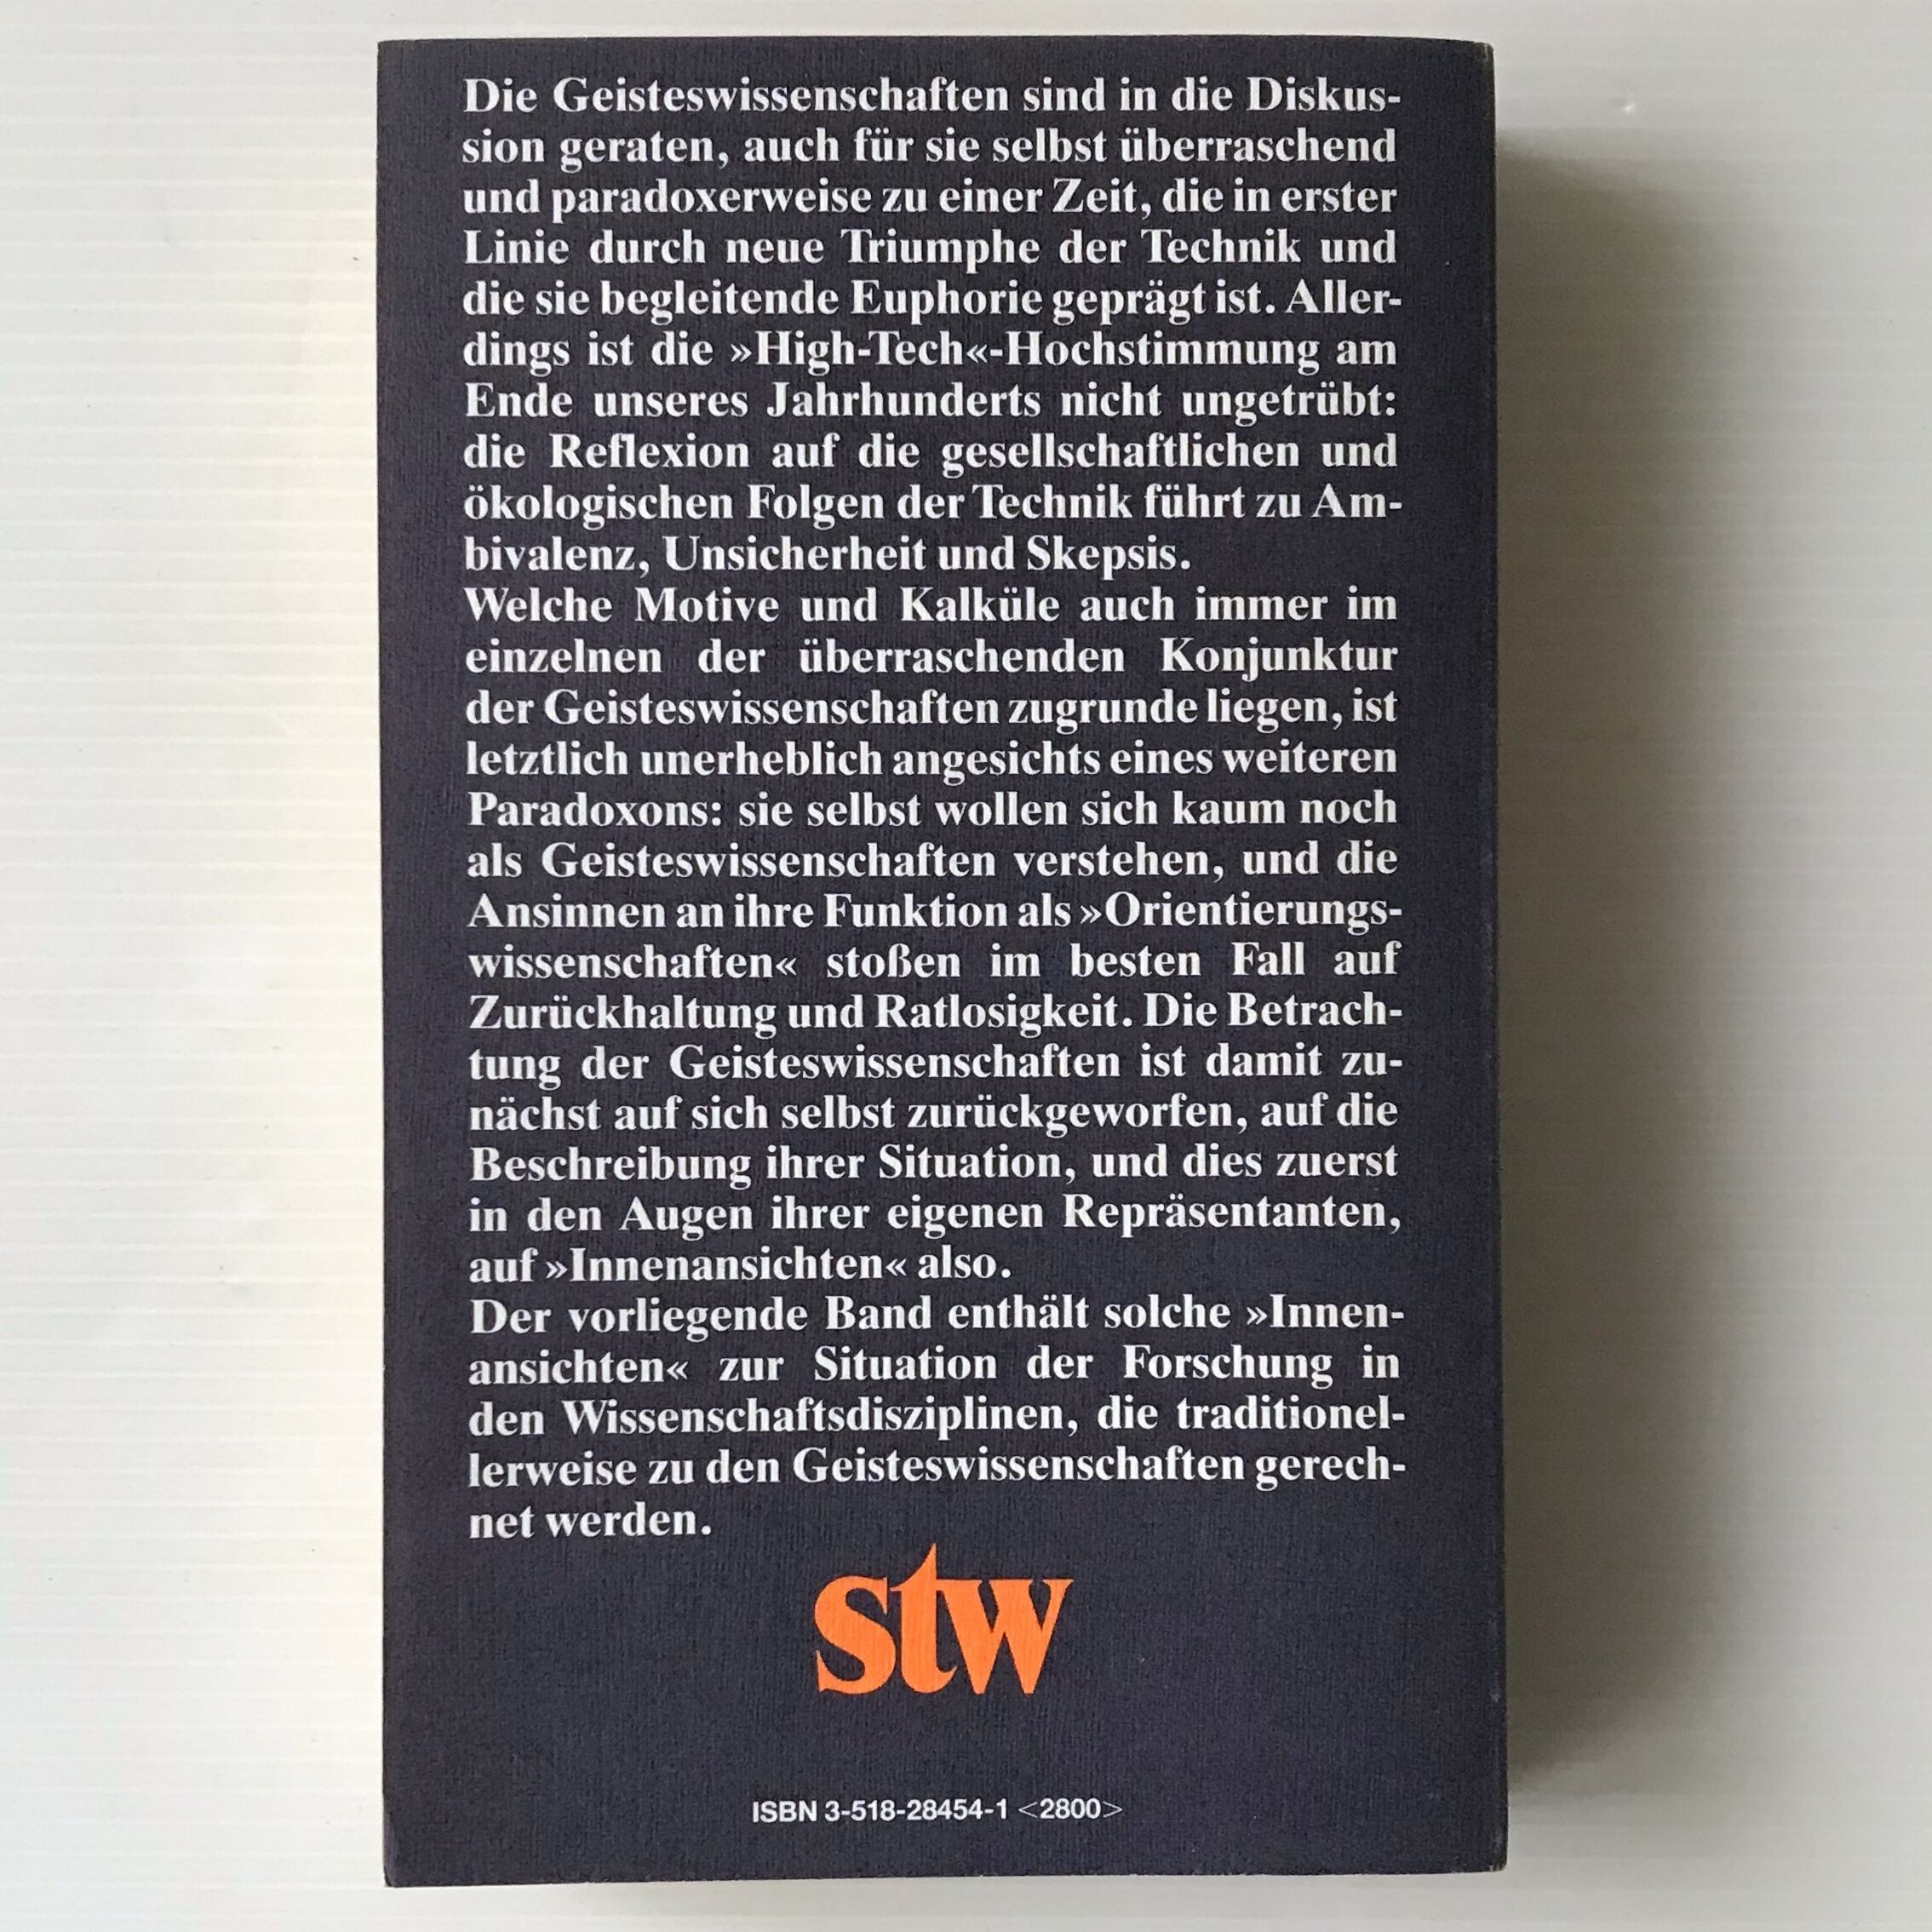 Die Geisteswissenschaften sind in die Diskus-
sion geraten, auch für sie selbst überraschend
und paradoxerweise zu einer Zeit, die in erster
Linie durch neue Triumphe der Technik und
die sie begleitende Euphorie geprägt ist. Aller-
dings ist die »High-Tech«-Hochstimmung am
Ende unseres Jahrhunderts nicht ungetrübt:
die Reflexion auf die gesellschaftlichen und
ökologischen Folgen der Technik führt zu Am-
bivalenz, Unsicherheit und Skepsis.
Welche Motive und Kalküle auch immer im
einzelnen der überraschenden Konjunktur
der Geisteswissenschaften zugrunde liegen, ist
letztlich unerheblich angesichts eines weiteren
Paradoxons: sie selbst wollen sich kaum noch
als Geisteswissenschaften verstehen, und die
Ansinnen an ihre Funktion als »Orientierungs-
wissenschaften« stoßen im besten Fall auf
Zurückhaltung und Ratlosigkeit. Die Betrach-
tung der Geisteswissenschaften ist damit zu-
nächst auf sich selbst zurückgeworfen, auf die
Beschreibung ihrer Situation, und dies zuerst
in den Augen ihrer eigenen Repräsentanten,
auf »Innenansichten« also.
Der vorliegende Band enthält solche »Innen-
ansichten« zur Situation der Forschung in
den Wissenschaftsdisziplinen, die traditionel-
lerweise zu den Geisteswissenschaften gerech-
net werden.
stw
ISBN 3-518-28454-1 <2800>